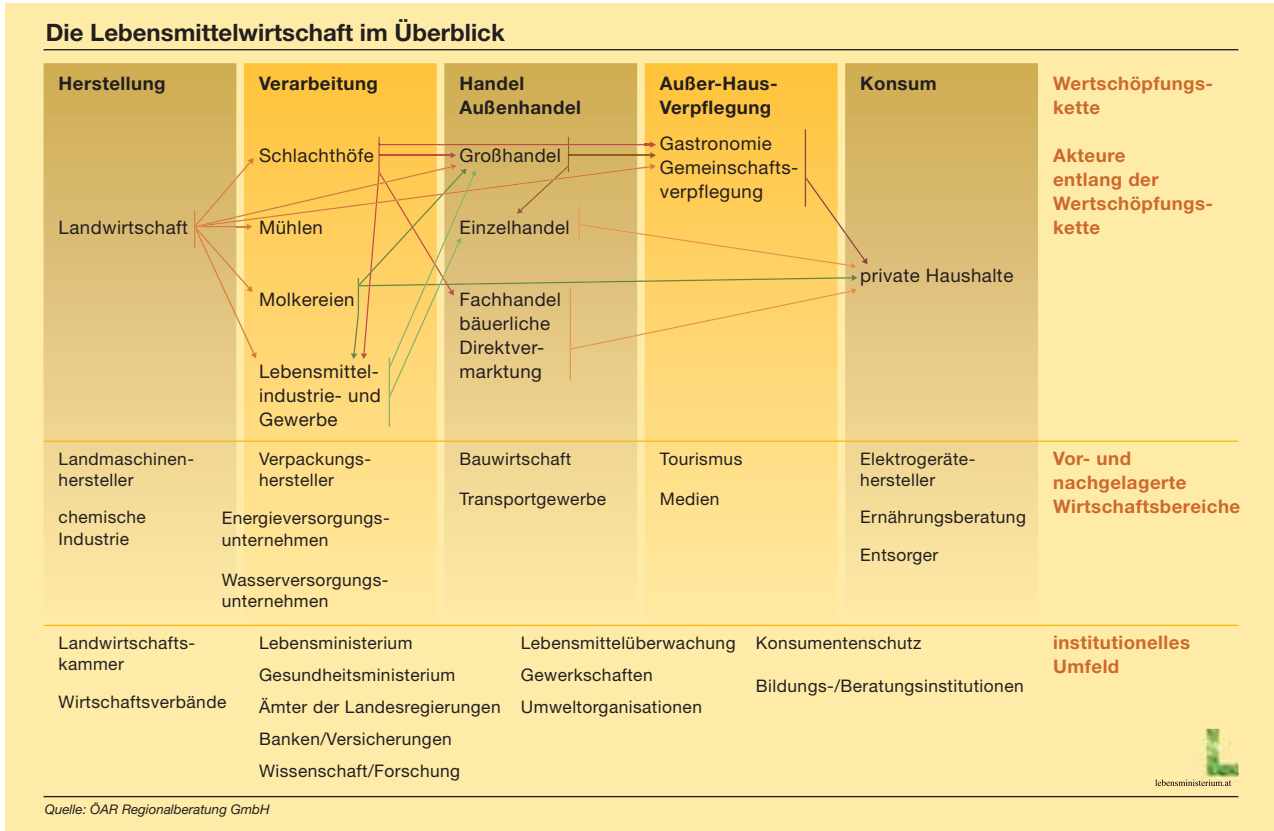 Die Lebensmittelwirtschaft im Überblick
Herstellung
Verarbeitung
Handel
Außenhandel
Außer-Haus-
Verpflegung
Konsum
Wertschöpfungs-
kette
Landwirtschaft
Schlachthöfe
Mühlen
Molkereien
Lebensmittel-
industrie- und
Gewerbe
Großhandel
Einzelhandel
Fachhandel
bäuerliche
Direktver-
marktung
Gastronomie
Gemeinschafts-
verpflegung
private Haushalte
Akteure
entlang der
Wertschöpfungs-
kette
Landmaschinen-
hersteller
chemische
Industrie
Verpackungs-
hersteller
Energieversorgungs-
unternehmen
Wasserversorgungs-
unternehmen
Bauwirtschaft
Transportgewerbe
Tourismus
Medien
Elektrogeräte-
hersteller
Ernährungsberatung
Entsorger
Vor- und
nachgelagerte
Wirtschaftsbereiche
Landwirtschafts-
kammer
Wirtschaftsverbände
Lebensministerium
Gesundheitsministerium
Ämter der Landesregierungen
Banken/Versicherungen
Wissenschaft/Forschung
Lebensmittelüberwachung
Gewerkschaften
Umweltorganisationen
Konsumentenschutz
Bildungs-/Beratungsinstitutionen
institutionelles
Umfeld
L
lebensministerium.at
Quelle: ÖAR Regionalberatung GmbH